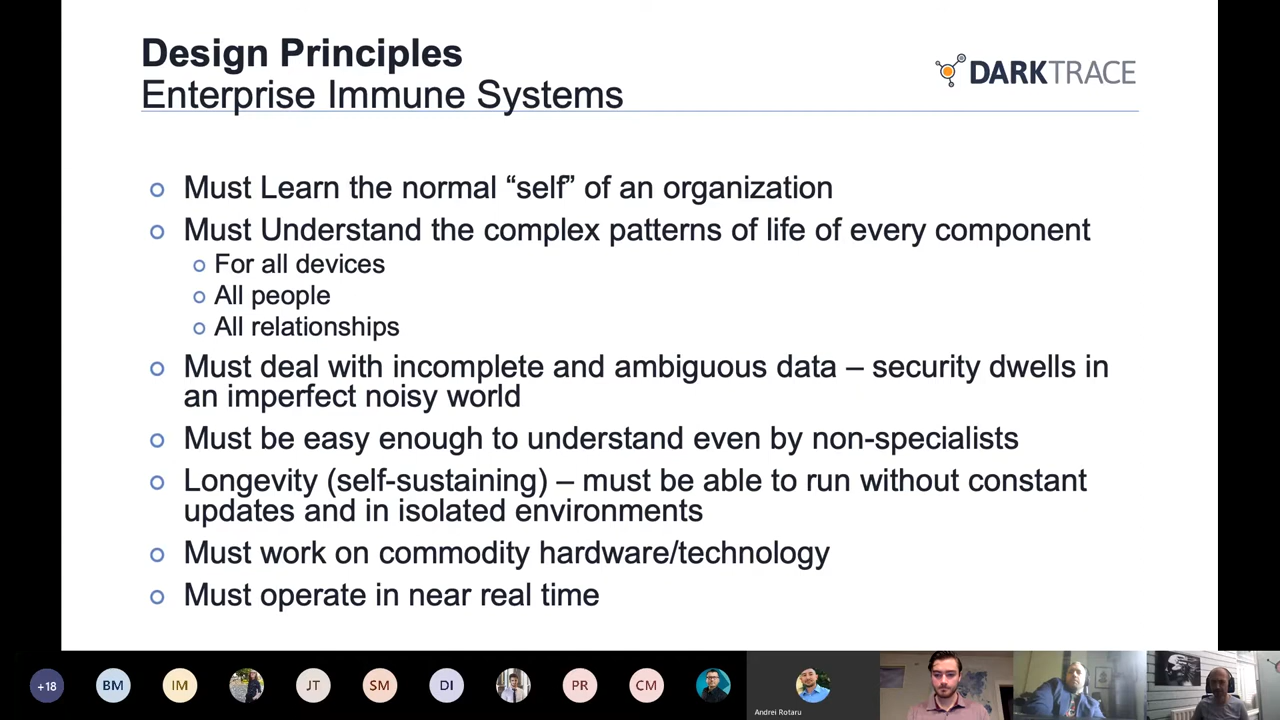 Design Principles
Enterprise Immune Systems
DARKTRACE
Must Learn the normal “self” of an organization
Must Understand the complex patterns of life of every component
For all devices
All people
All relationships
Must deal with incomplete and ambiguous data – security dwells in
an imperfect noisy world
Must be easy enough to understand even by non-specialists
Longevity (self-sustaining) – must be able to run without constant
updates and in isolated environments
Must work on commodity hardware/technology
Must operate in near real time
+18
BM
IM
JT
SM
DI
PR
CM
Andrei Rotaru